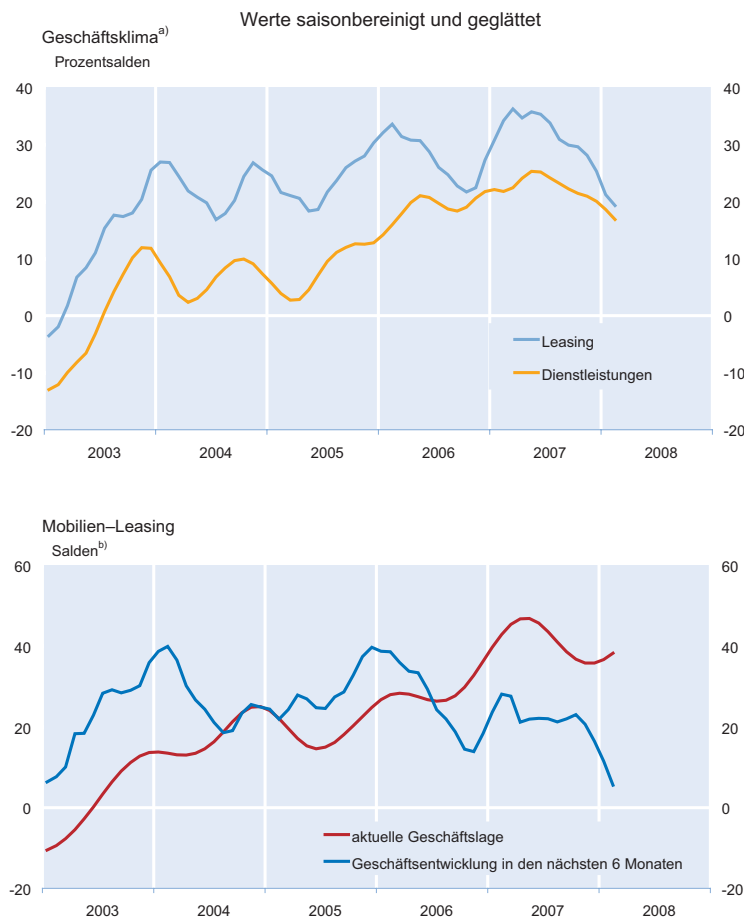 Werte saisonbereinigt und geglättet
Geschäftsklima a)
Prozentsalden
40 40
30 30
20 20
10 10
0 0
Leasing
-10 -10
Dienstleistungen
-20 -20
2003 2004 2005 2006 2007 2008
Mobilien–Leasing
Salden b)
60 60
40 40
20 20
0 0
aktuelle Geschäftslage
Geschäftsentwicklung in den nächsten 6 Monaten
-20 -20
2003 2004 2005 2006 2007 2008